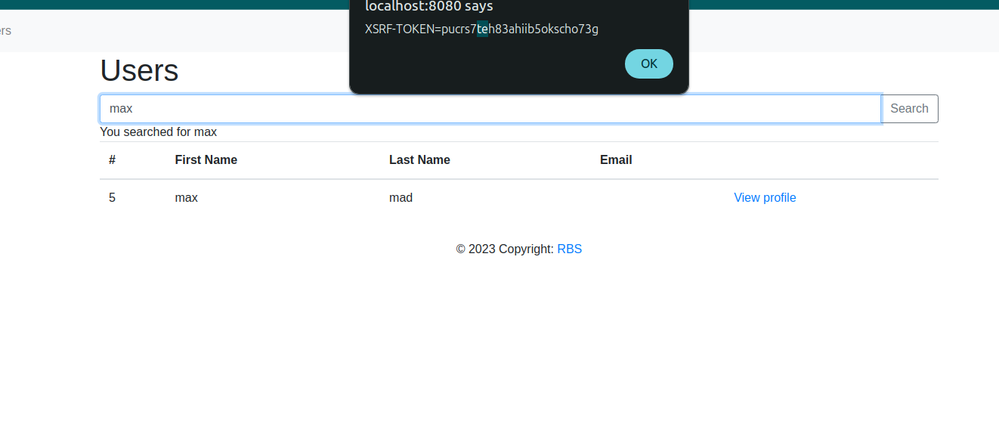 localhost:8080 says
XSRF-TOKEN=pucrs7teh83ahiib5okscho73g
OK
ers
Users
max
Search
You searched for max
# First Name Last Name Email
5 max mad View profile
© 2023 Copyright: RBS